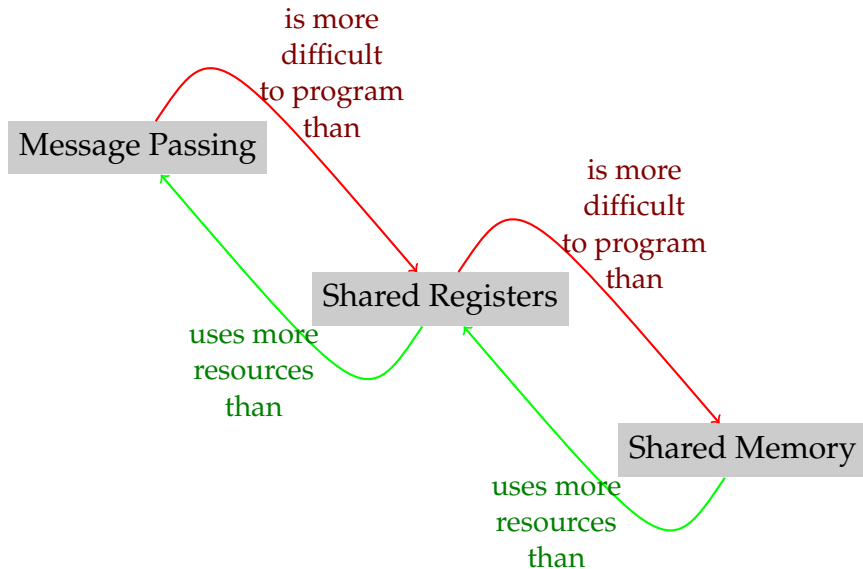 is more
difficult
to program
than
Message Passing
is more
difficult
to program
than
Shared Registers
uses more
resources
than
Shared Memory
uses more
resources
than